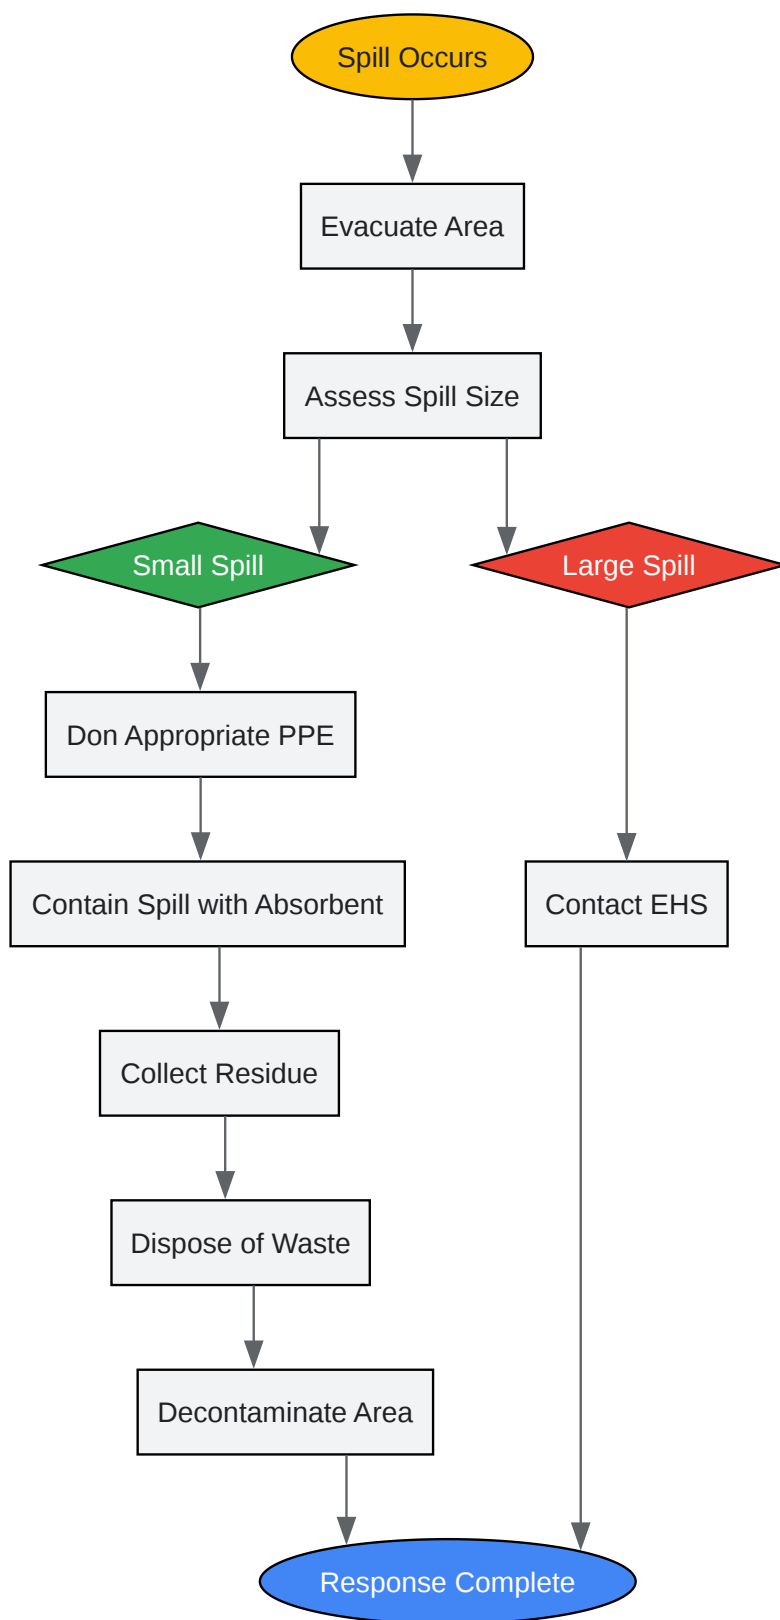 Spill Occurs
Evacuate Area
Assess Spill Size
Small Spill
Large Spill
Don Appropriate PPE
Contain Spill with Absorbent
Contact EHS
Collect Residue
Dispose of Waste
Decontaminate Area
Response Complete